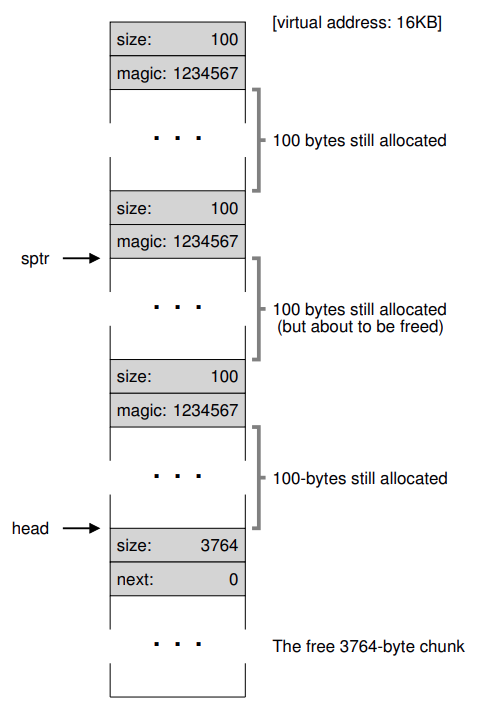 [virtual address: 16KB]
size: 100
magic: 1234567
. . .
100 bytes still allocated
size: 100
magic: 1234567
sptr
. . .
100 bytes still allocated
(but about to be freed)
size: 100
magic: 1234567
. . .
100-bytes still allocated
head
size: 3764
next: 0
. . .
The free 3764-byte chunk